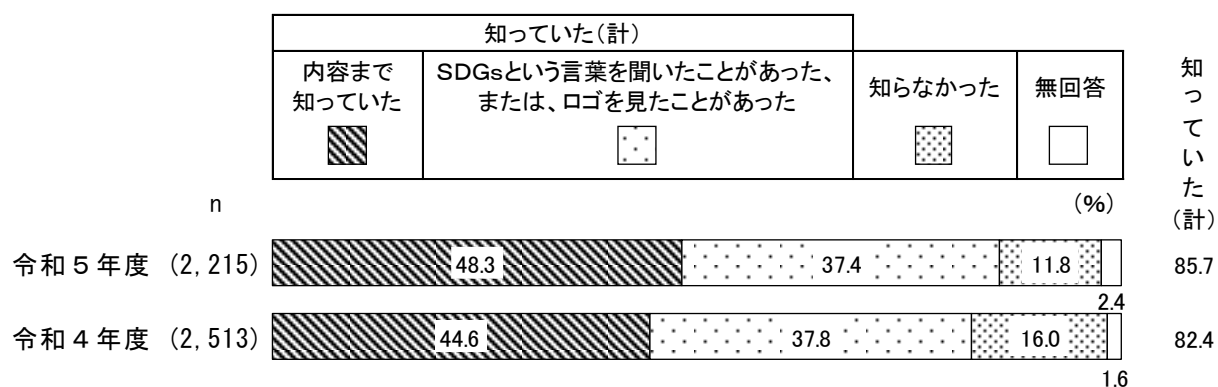 知っていた（計）
内容まで
知っていた
SDGsという言葉を聞いたことがあった、
または、ロゴを見たことがあった
知らなかった
無回答
知っていた（計）
n
（%）
令和５年度 (2,215) 48.3 37.4 11.8 85.7
2.4
令和４年度 (2,513) 44.6 37.8 16.0 82.4
1.6